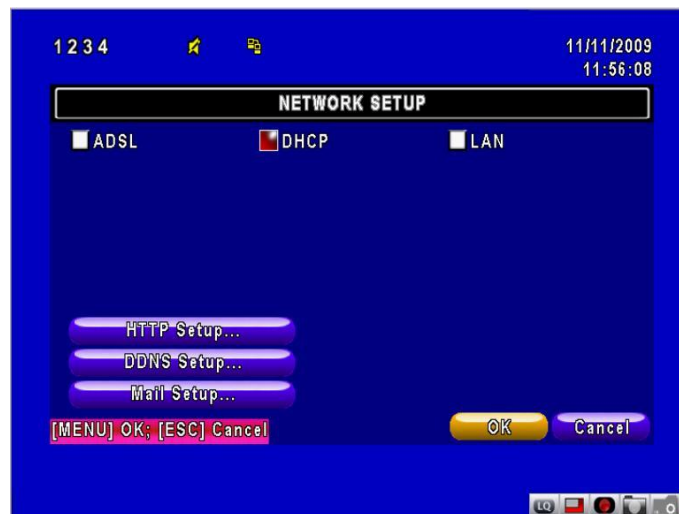 1234 11/11/2009
11:56:08
NETWORK SETUP
ADSL DHCP LAN
HTTP Setup...
DDNS Setup...
Mail Setup...
[MENU] OK; [ESC] Cancel OK Cancel
LQ